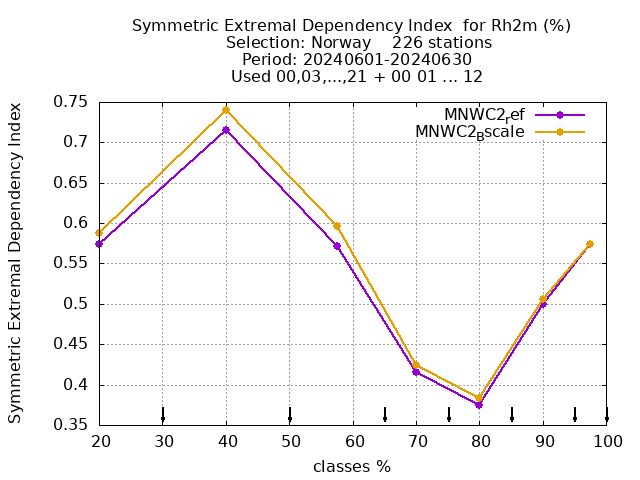 Symmetric Extremal Dependency Index  for Rh2m (%)
Selection: Norway    226 stations
Period: 20240601-20240630
Used 00,03,...,21 + 00 01 ... 12
Symmetric Extremal Dependency Index
0.75
0.7
0.65
0.6
0.55
0.5
0.45
0.4
0.35
MNWC2ref
MNWC2Bscale
20 30 40 50 60 70 80 90 100
classes %